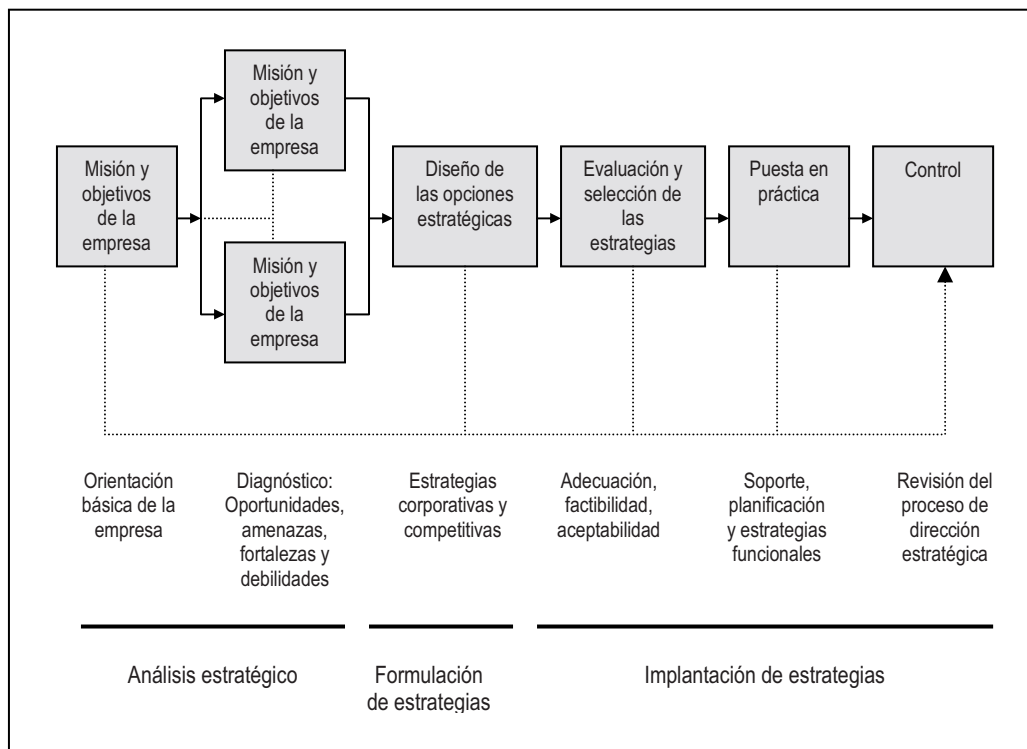 Misión y
objetivos
de la
empresa
Misión y
objetivos
de la
empresa
Misión y
objetivos
de la
empresa
Diseño de
las opciones
estratégicas
Evaluación y
selección de
las
estrategias
Puesta en
práctica
Control
Orientación
básica de la
empresa
Diagnóstico:
Oportunidades,
amenazas,
fortalezas y
debilidades
Estrategias
corporativas y
competitivas
Adecuación,
factibilidad,
aceptabilidad
Soporte,
planificación
y estrategias
funcionales
Revisión del
proceso de
dirección
estratégica
Análisis estratégico
Formulación
de estrategias
Implantación de estrategias